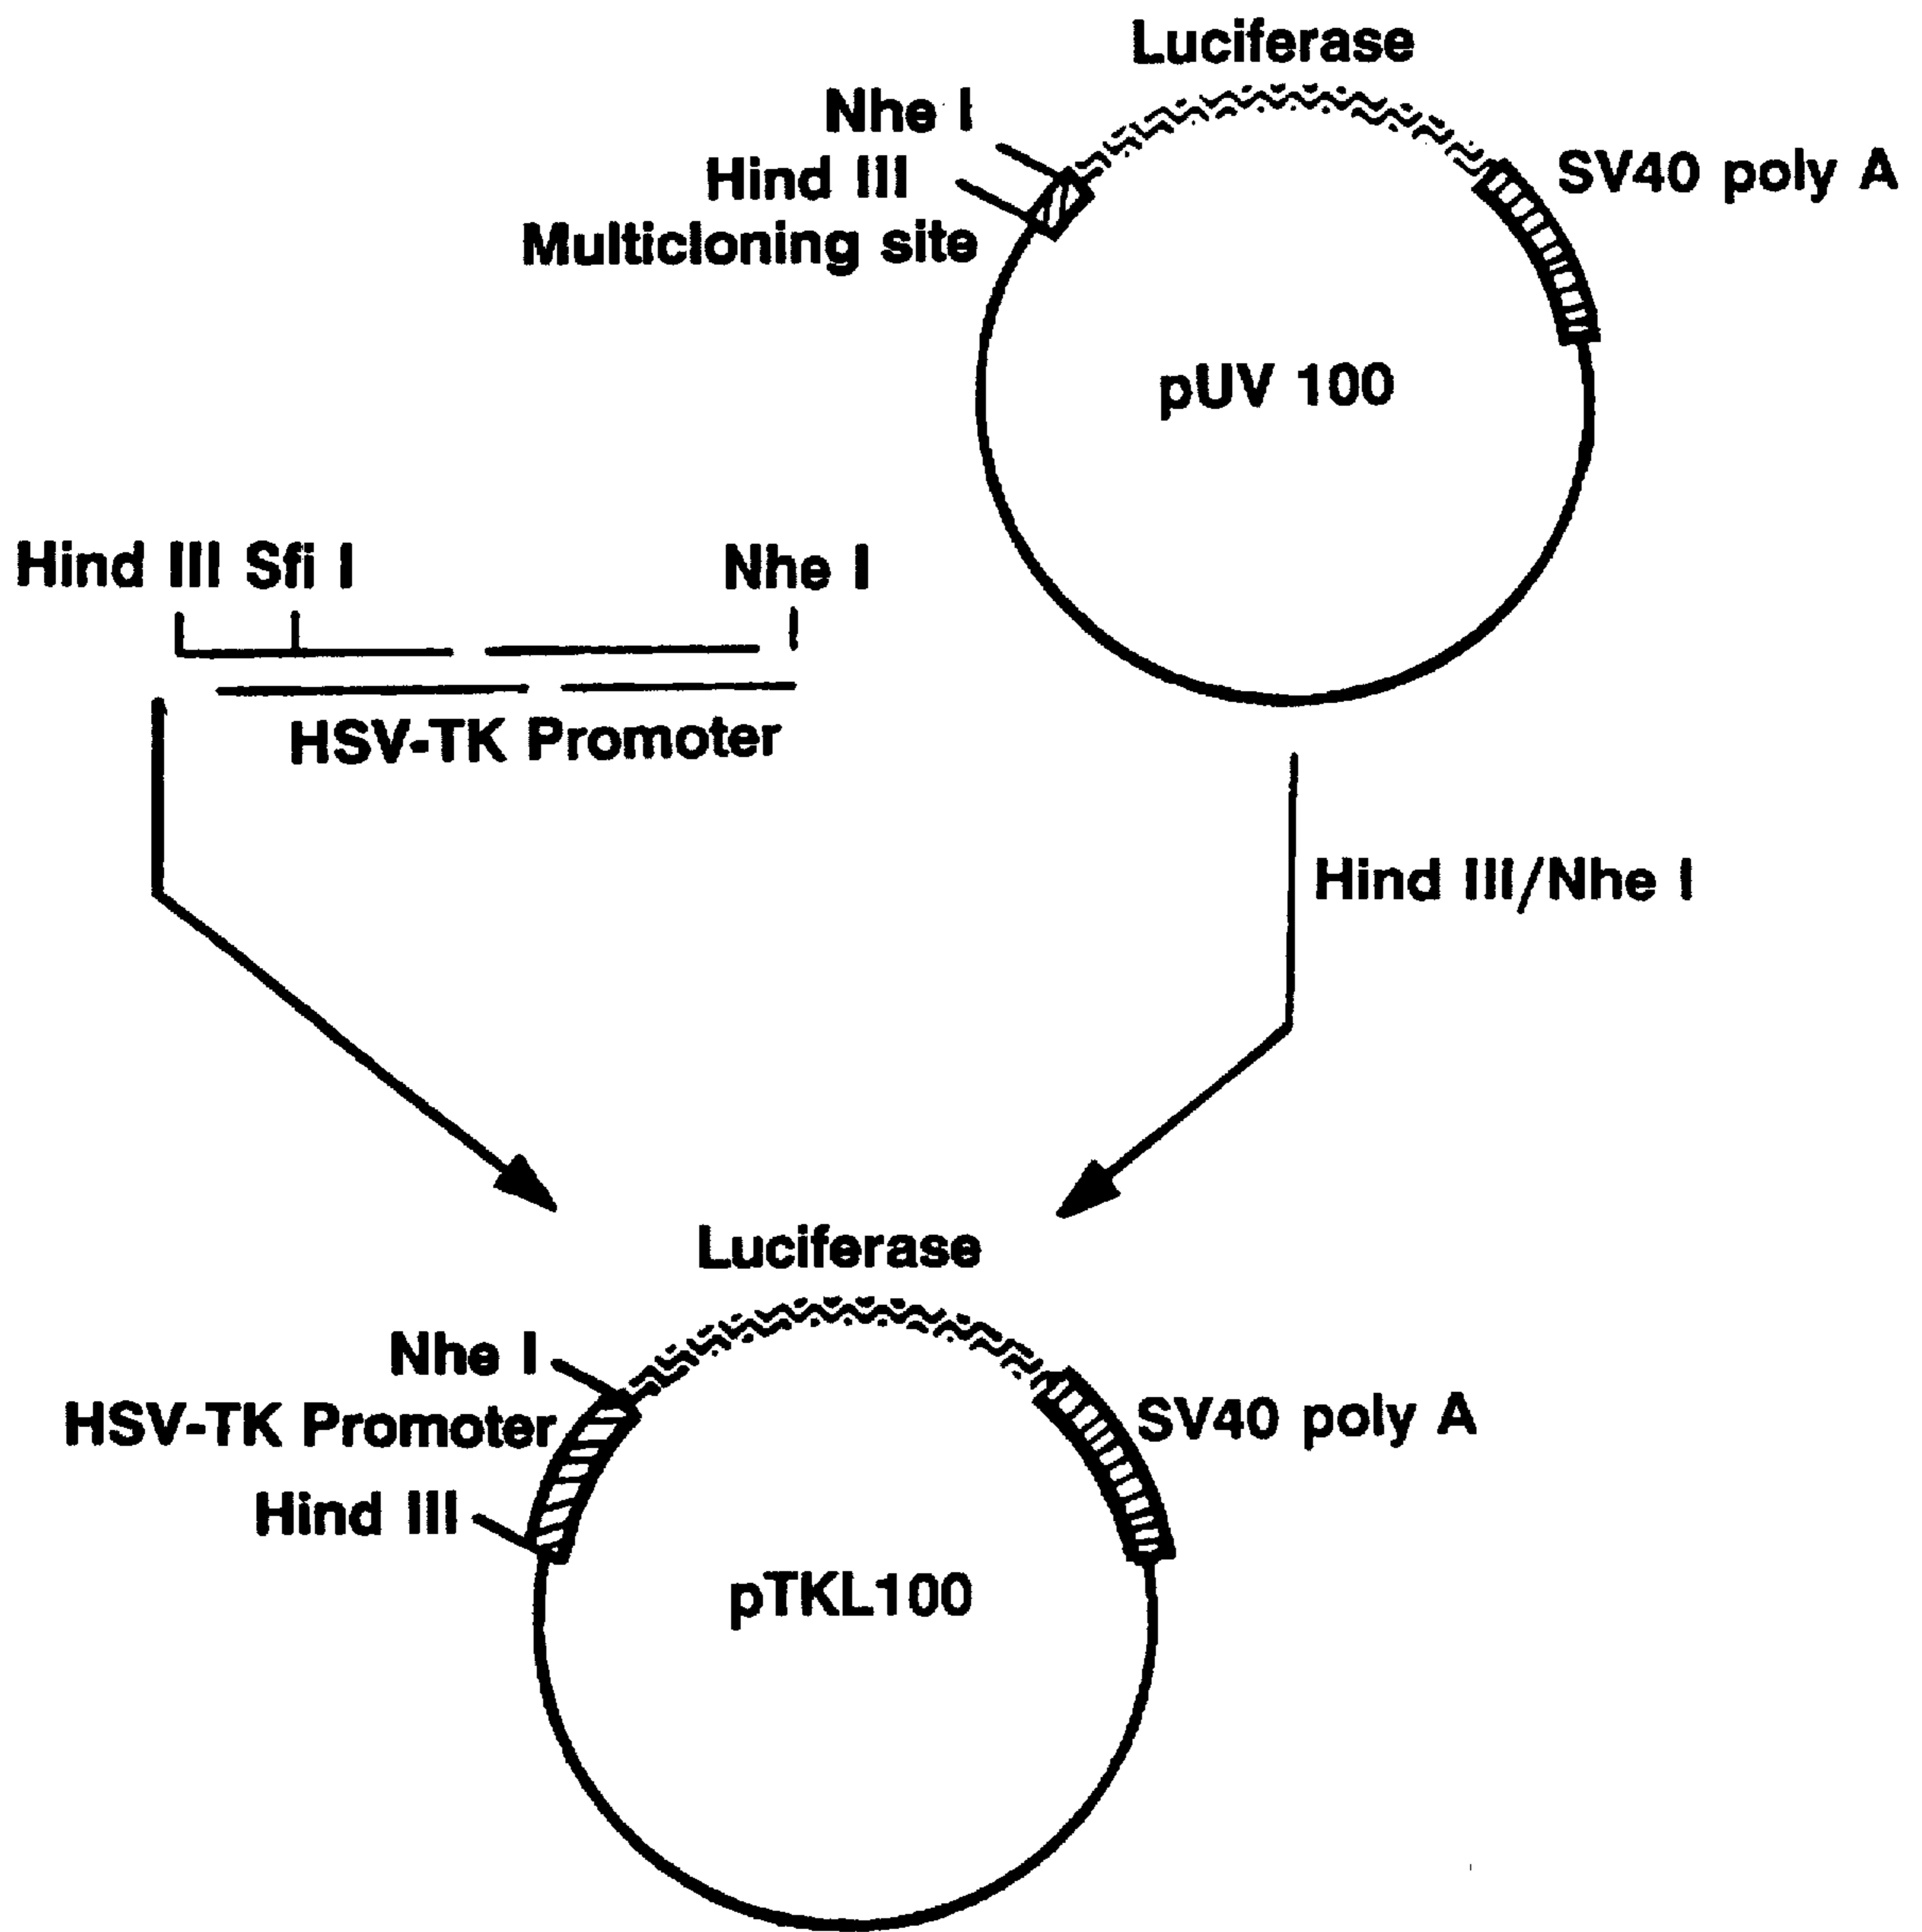 Luciferase
Nhe I
Hind III
Multicloning site
SV40 poly A
pUV 100
Hind III Sfi I
Nhe I
HSV-TK Promoter
Hind III/Nhe I
Luciferase
Nhe I
HSV-TK Promoter
Hind III
SV40 poly A
pTKL100